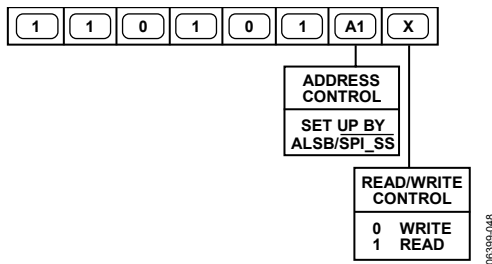 1 1 0 1 0 1 A1 X
ADDRESS
CONTROL
SET UP BY
ALSB/SPI_SS
READ/WRITE
CONTROL
0 WRITE
1 READ
06399-048